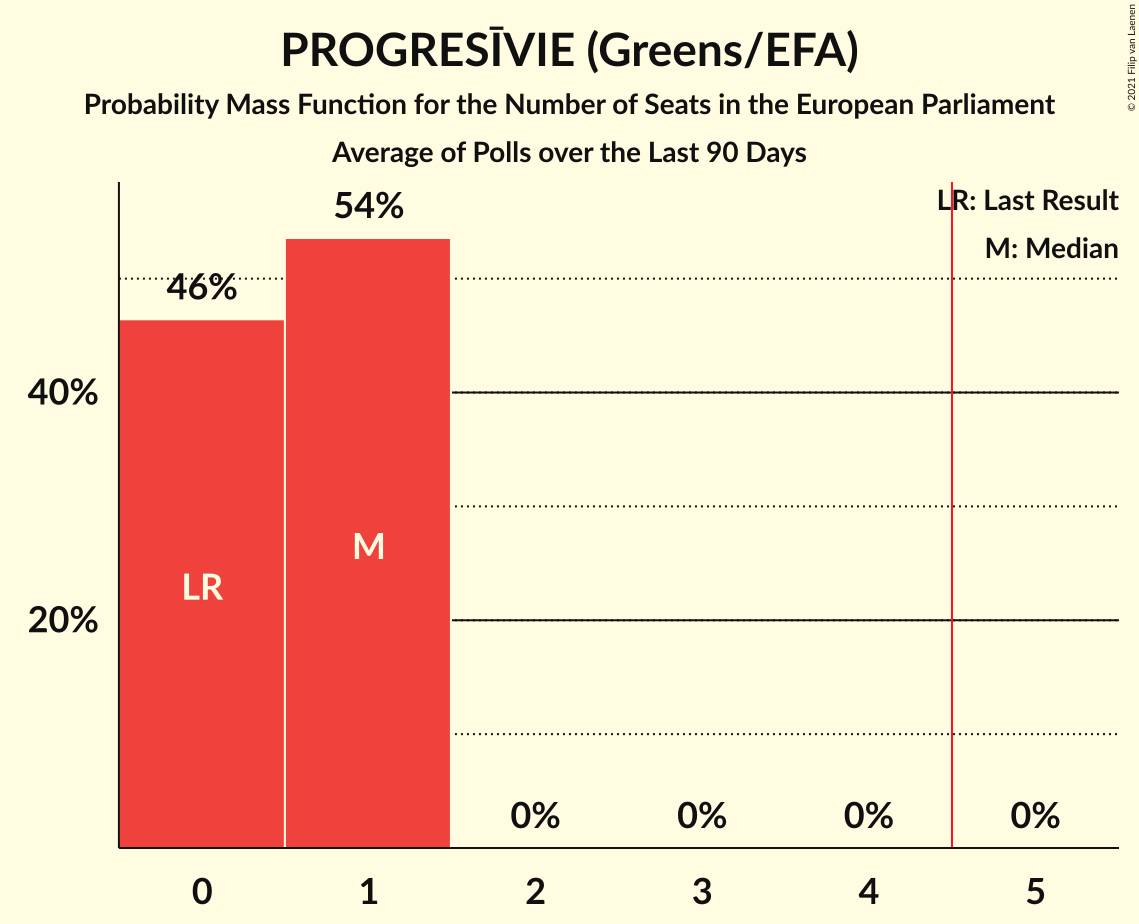 PROGRESĪVIE (Greens/EFA)
Probability Mass Function for the Number of Seats in the European Parliament
Average of Polls over the Last 90 Days
© 2021 Filip van Laenen
LR: Last Result
M: Median
54%
46%
40%
20%
M
LR
0% 0% 0% 0%
0 1 2 3 4 5